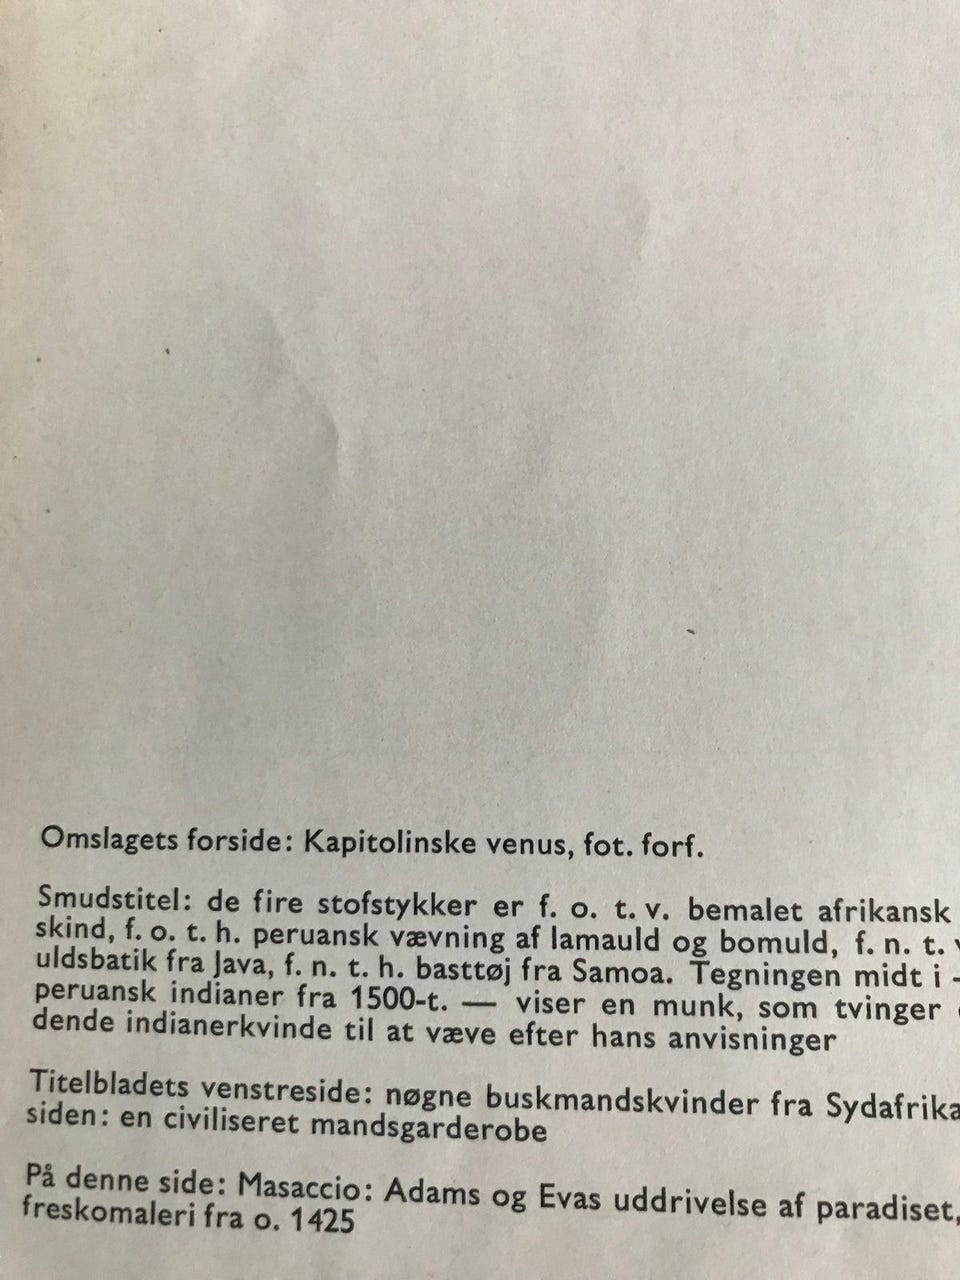 Omslagets forside: Kapitolinske venus, fot. forf.
Smudstitel: de fire stofstykker er f. o. t. v. bemalet afrikansk
skind, f. o. t. h. peruansk vævning af lamauld og bomuld, f. n. t.
uldsbatik fra Java, f. n. t. h. basttøj fra Samoa. Tegningen midt i –
peruansk indianer fra 1500-t. — viser en munk, som tvinger
dende indianerkvinde til at væve efter hans anvisninger
Titelbladets venstreside: nøgne buskmandskvinder fra Sydafrika
siden: en civiliseret mandsgarderobe
På denne side: Masaccio: Adams og Evas uddrivelse af paradiset,
freskomaleri fra o. 1425